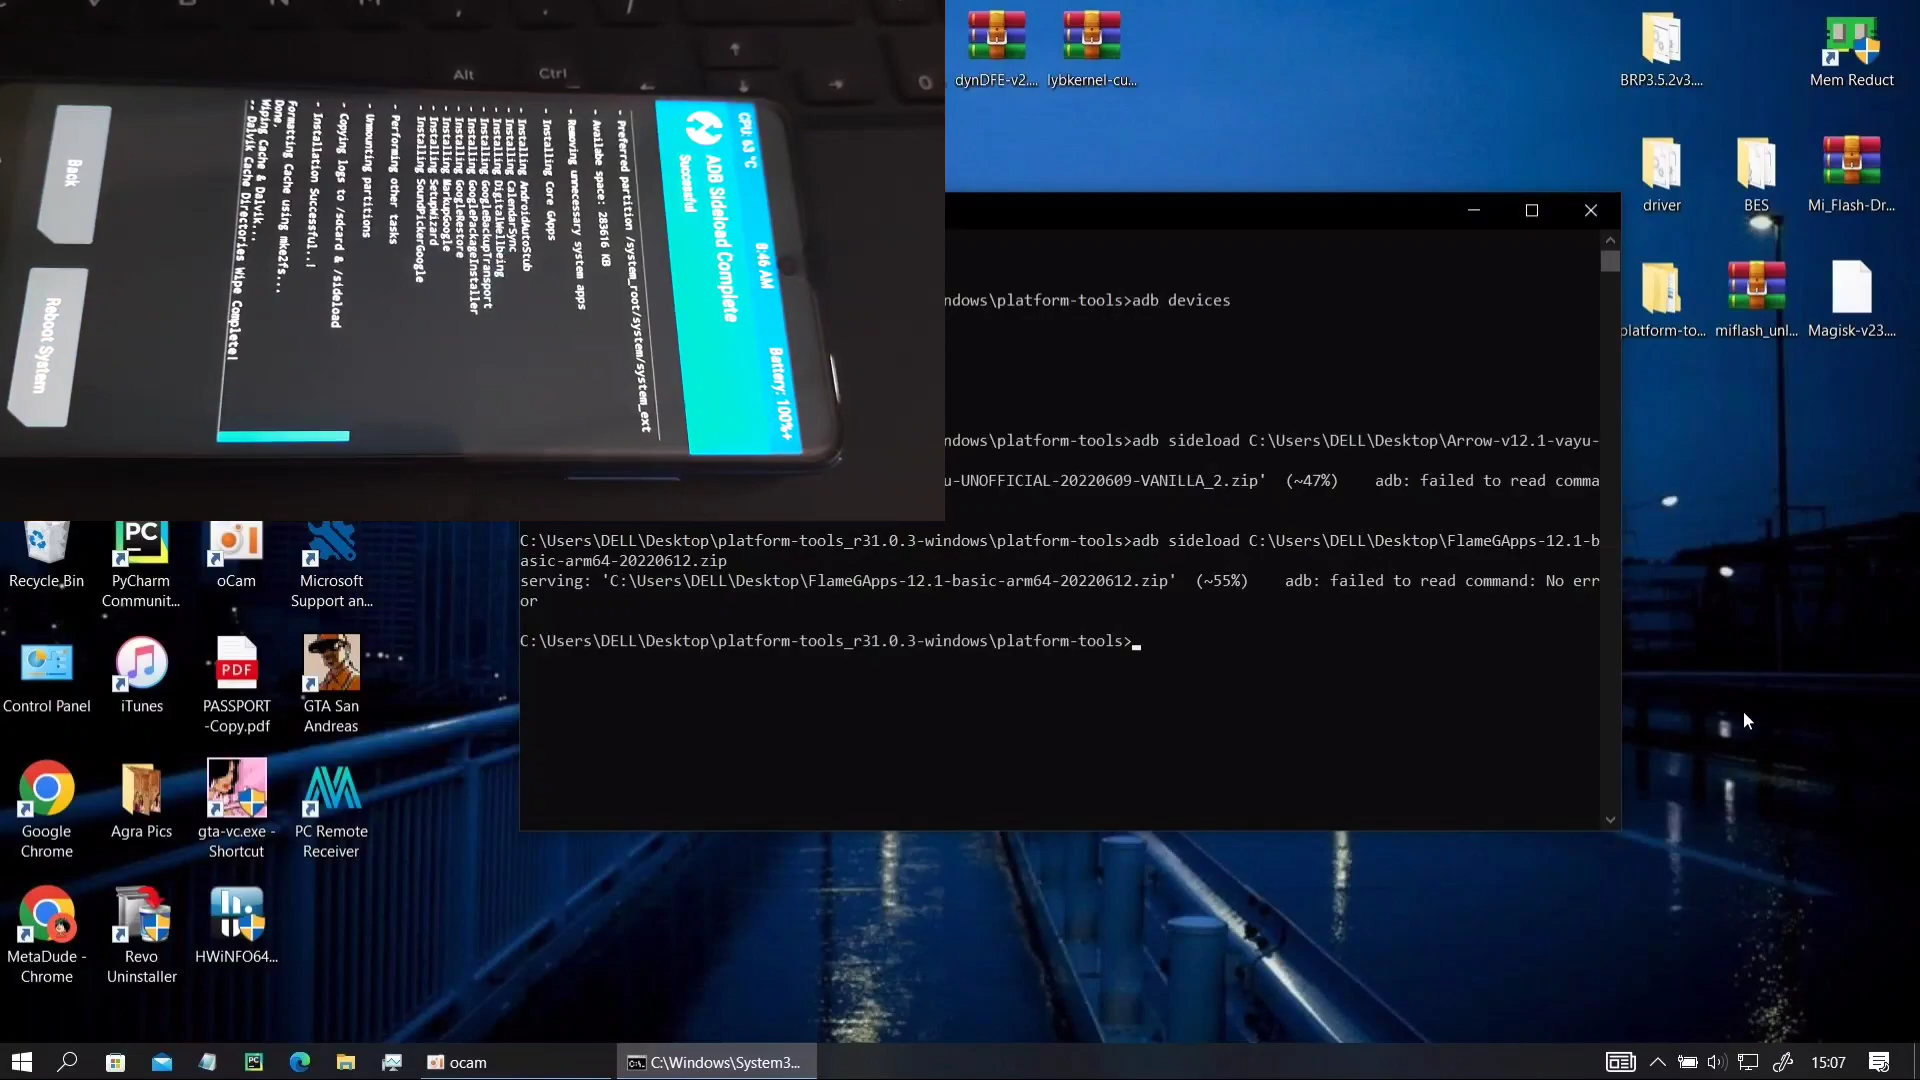 Alt
Ctrl
CPU: 63 °C
8:46 AM
Battery: 100%+
ADB Sideload Complete
Successful
- Preferred partition /system_root/system/system_ext
- Availabe space: 283616 KB
- Removing unnecessary system apps
- Installing Core GApps
- Installing AndroidAutoStub
- Installing CalendarSync
- Installing DigitalWellbeing
- Installing GoogleBackupTransport
- Installing GooglePackageInstaller
- Installing GoogleRestore
- Installing MarkupGoogle
- Installing SetupWizard
- Installing SoundPickerGoogle
- Performing other tasks
- Unmounting partitions
- Copying logs to /sdcard & /sideload
- Installation Successful..!
Formatting Cache using mke2fs...
Done.
Wiping Cache & Dalvik...
-- Dalvik Cache Directories Wipe Complete!
Back
Reboot System
dynDFE-v2....
lybkernel-cu...
BRP3.5.2v3....
Mem Reduct
driver
BES
Mi_Flash-Dr...
platform-to...
miflash_unl...
Magisk-v23....
ndows\platform-tools>adb devices
ndows\platform-tools>adb sideload C:\Users\DELL\Desktop\Arrow-v12.1-vayu-
u-UNOFFICIAL-20220609-VANILLA_2.zip' (~47%) adb: failed to read comma
C:\Users\DELL\Desktop\platform-tools_r31.0.3-windows\platform-tools>adb sideload C:\Users\DELL\Desktop\FlameGApps-12.1-b
asic-arm64-20220612.zip
serving: 'C:\Users\DELL\Desktop\FlameGApps-12.1-basic-arm64-20220612.zip' (~55%) adb: failed to read command: No err
or
C:\Users\DELL\Desktop\platform-tools_r31.0.3-windows\platform-tools>
Recycle Bin
PC
PyCharm
Communit...
oCam
Microsoft
Support an...
Control Panel
iTunes
PDF
PASSPORT
-Copy.pdf
GTA San
Andreas
Google
Chrome
Agra Pics
gta-vc.exe -
Shortcut
PC Remote
Receiver
MetaDude -
Chrome
Revo
Uninstaller
HWiNFO64...
PC
ocam
C:\Windows\System3...
15:07